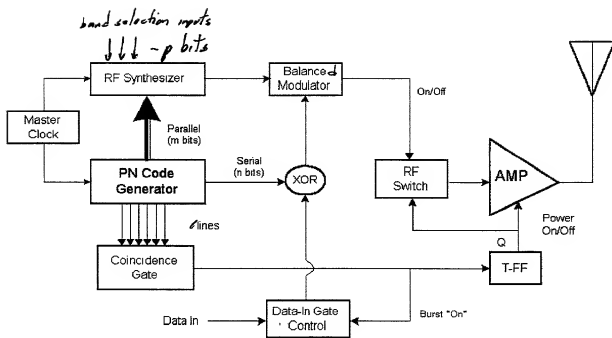 band selection inputs
~p bits
RF Synthesizer
Balanced
Modulator
On/Off
Master
Clock
Parallel
(m bits)
PN Code
Generator
Serial
(n bits)
XOR
RF
Switch
AMP
Power
On/Off
ℓ lines
Q
Coincidence
Gate
T-FF
Data In
Data-In Gate
Control
Burst "On"